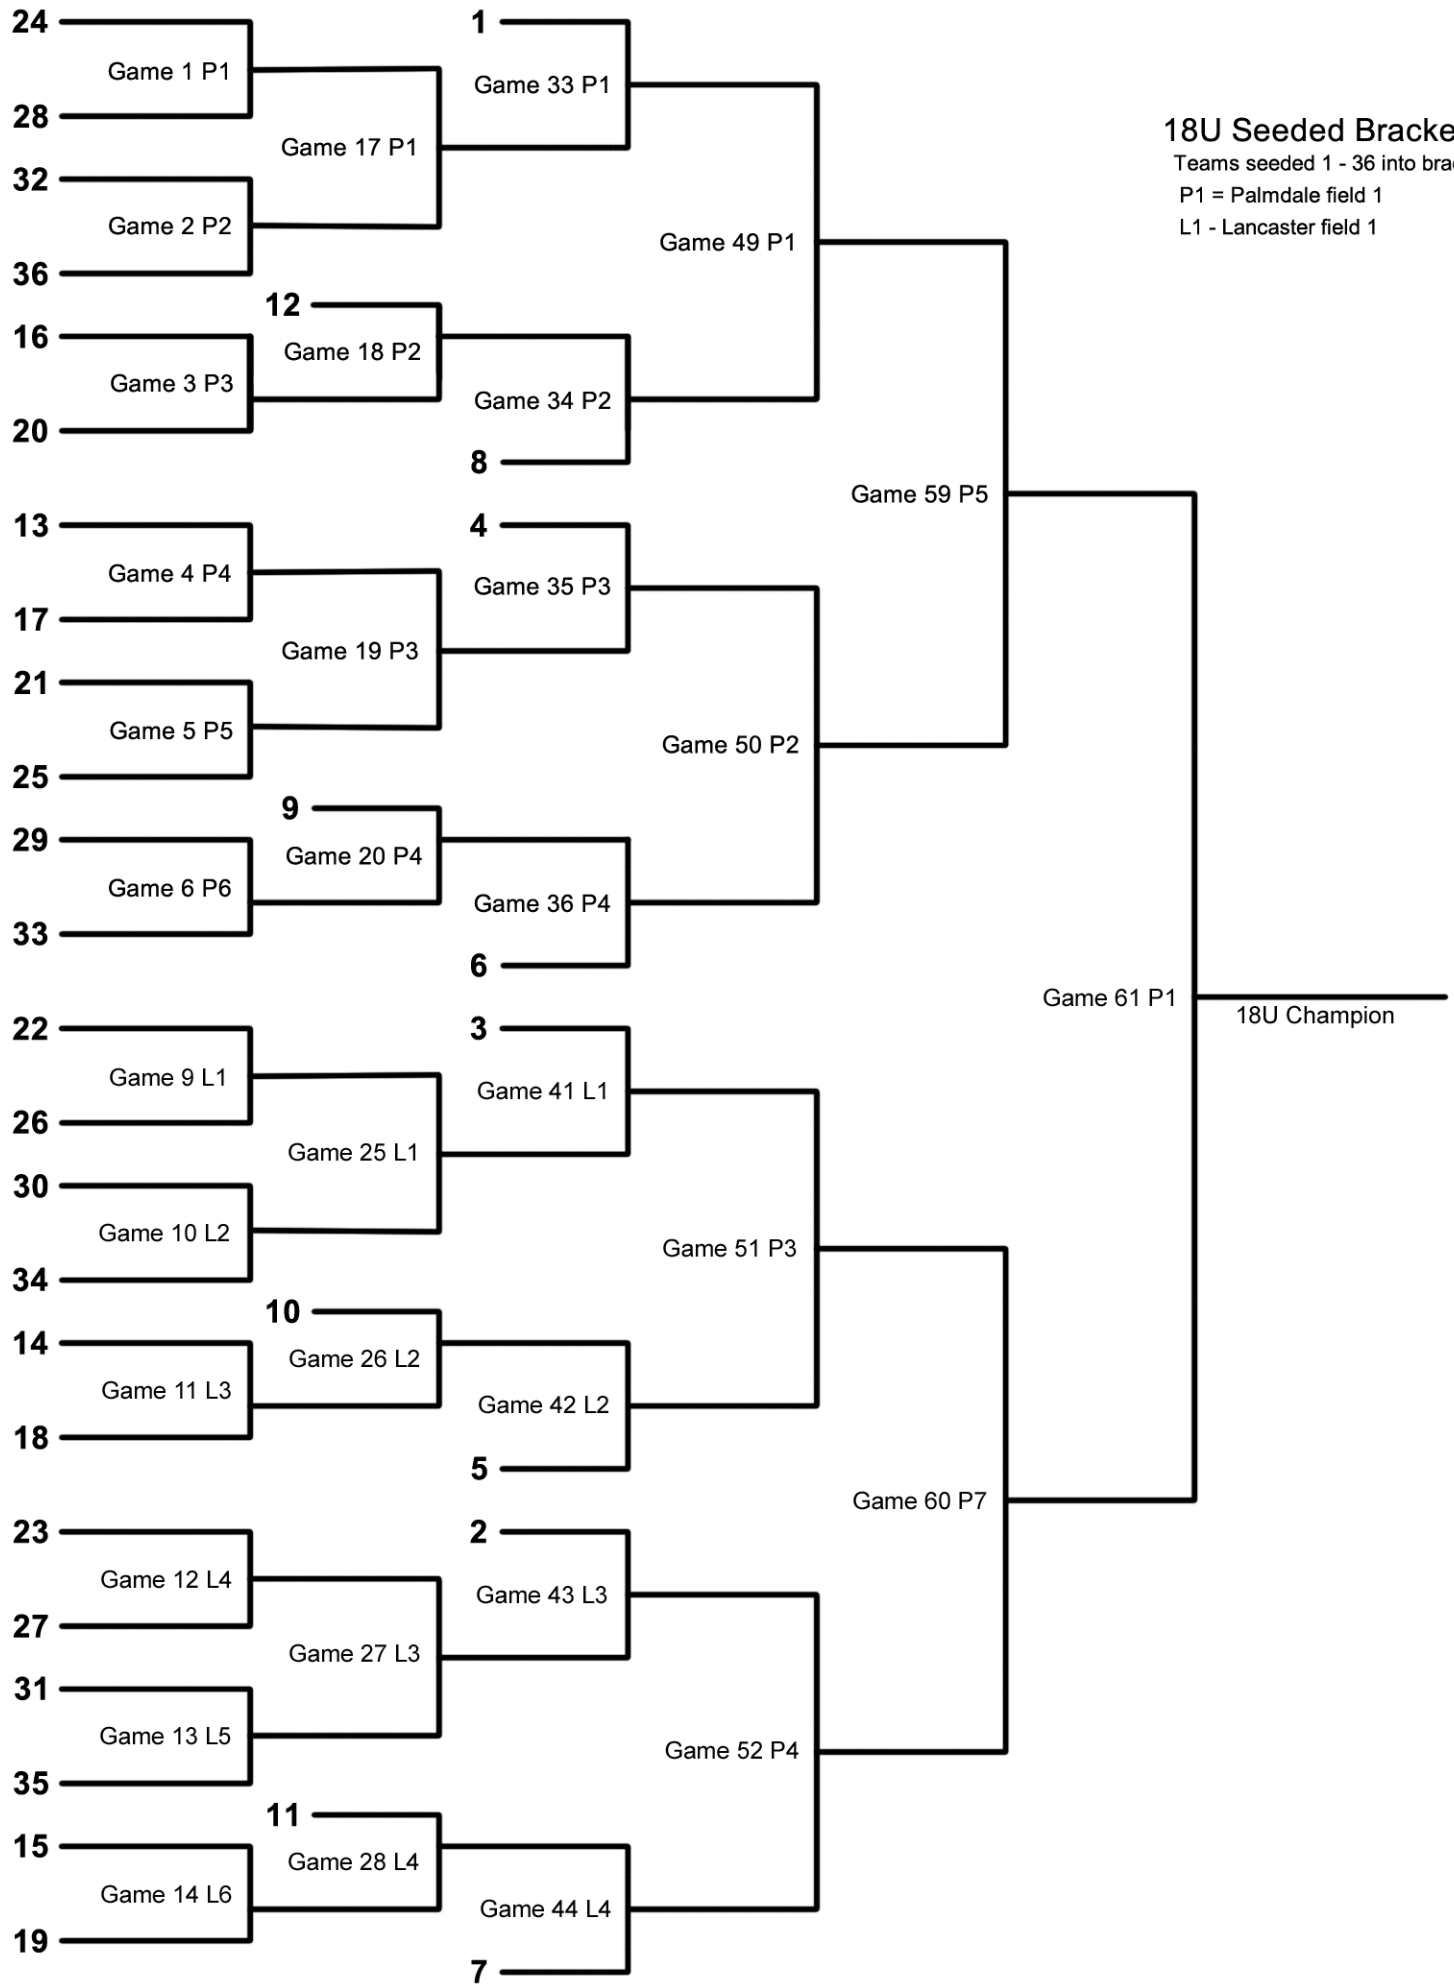 24
Game 1 P1
28
Game 17 P1
32
Game 2 P2
36
1
Game 33 P1
12
16
Game 18 P2
Game 3 P3
20
Game 34 P2
8
Game 49 P1
13
Game 4 P4
17
Game 19 P3
21
Game 5 P5
25
4
Game 35 P3
9
29
Game 20 P4
Game 6 P6
33
Game 36 P4
6
Game 50 P2
Game 59 P5
22
Game 9 L1
26
Game 25 L1
30
Game 10 L2
34
3
Game 41 L1
10
14
Game 26 L2
Game 11 L3
18
Game 42 L2
5
Game 51 P3
23
Game 12 L4
27
Game 27 L3
31
Game 13 L5
35
2
Game 43 L3
11
15
Game 28 L4
Game 14 L6
19
Game 44 L4
7
Game 52 P4
Game 60 P7
Game 61 P1
18U Champion
18U Seeded Bracke
Teams seeded 1 - 36 into bra
P1 = Palmdale field 1
L1 - Lancaster field 1